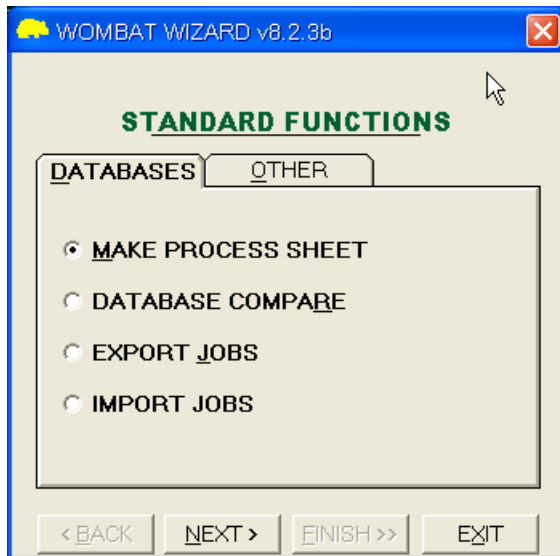 WOMBAT WIZARD v8.2.3b
STANDARD FUNCTIONS
DATABASES OTHER
MAKE PROCESS SHEET
DATABASE COMPARE
EXPORT JOBS
IMPORT JOBS
< BACK NEXT > FINISH >> EXIT